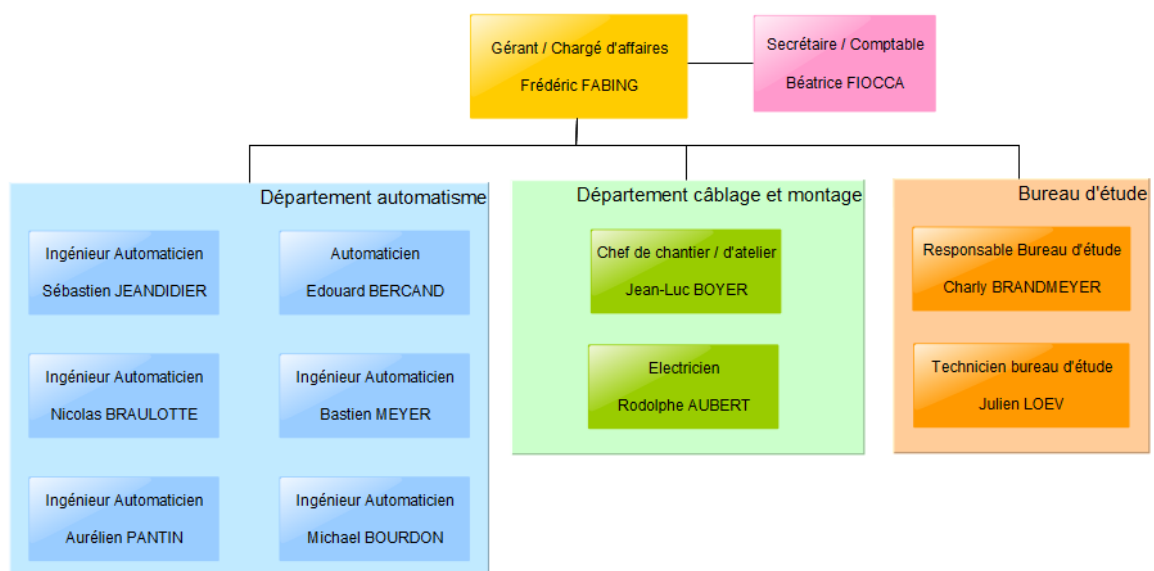 Gérant / Chargé d'affaires
Frédéric FABING
Secrétaire / Comptable
Béatrice FIOCCA
Département automatisme
Ingénieur Automaticien
Sébastien JEANDIDIER
Automaticien
Edouard BERCAND
Ingénieur Automaticien
Nicolas BRAULOTTE
Ingénieur Automaticien
Bastien MEYER
Ingénieur Automaticien
Aurélien PANTIN
Ingénieur Automaticien
Michael BOURDON
Département câblage et montage
Chef de chantier / d'atelier
Jean-Luc BOYER
Electricien
Rodolphe AUBERT
Bureau d'étude
Responsable Bureau d'étude
Charly BRANDMEYER
Technicien bureau d'étude
Julien LOEV